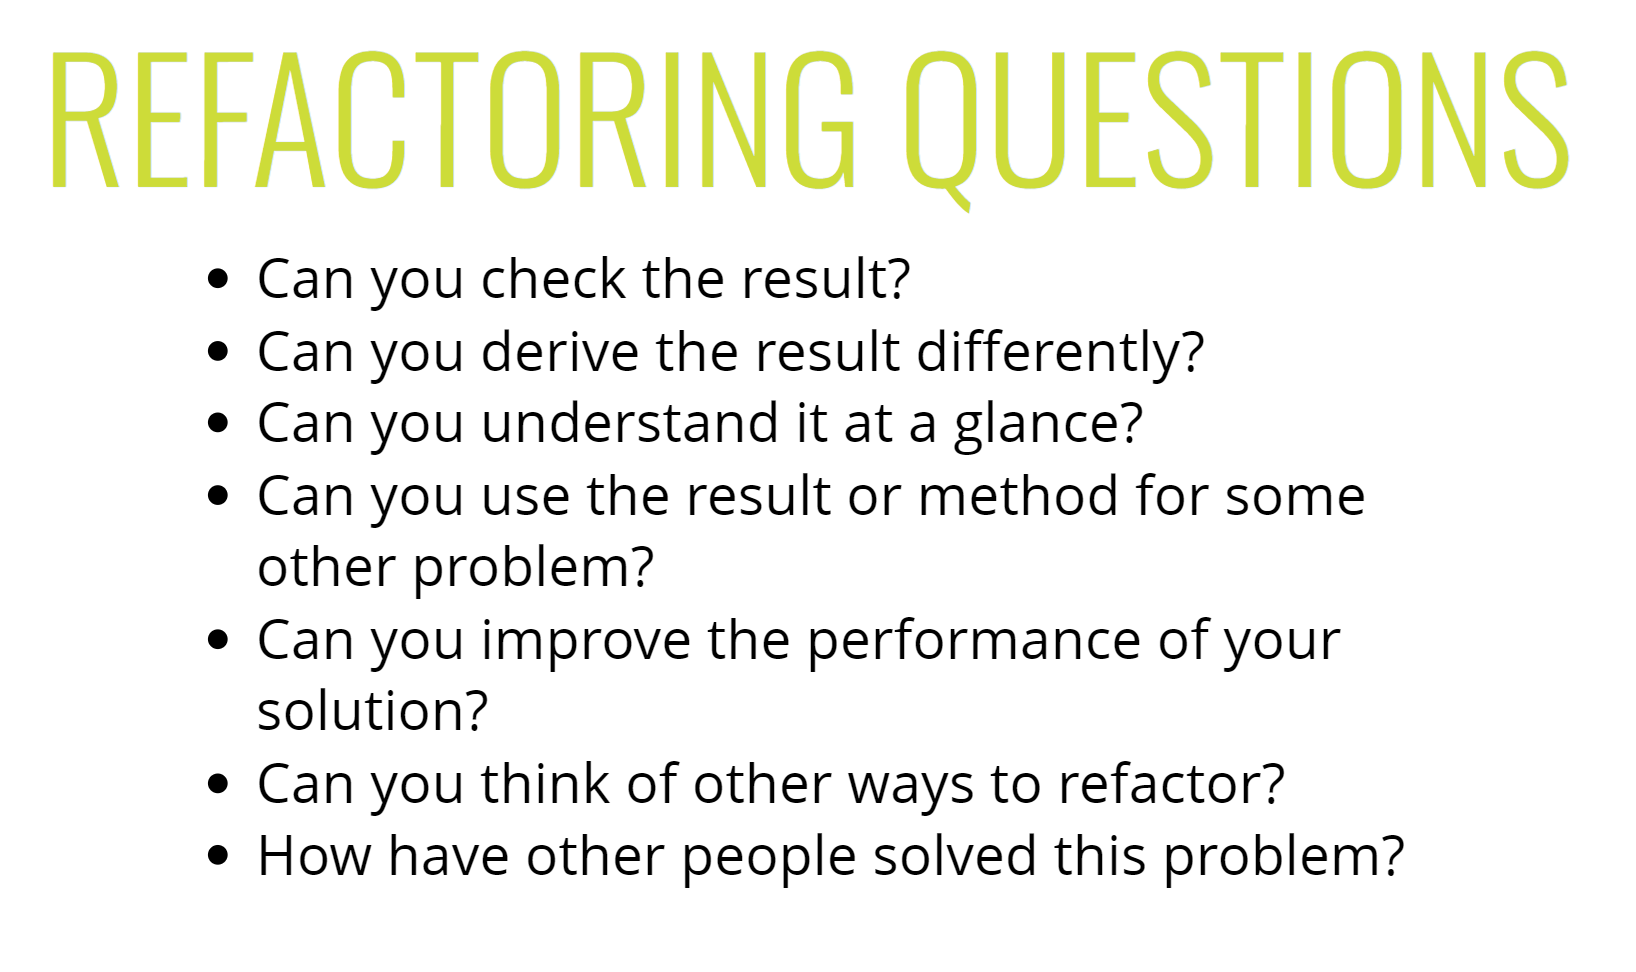 REFACTORING QUESTIONS
• Can you check the result?
• Can you derive the result differently?
• Can you understand it at a glance?
• Can you use the result or method for some
other problem?
• Can you improve the performance of your
solution?
• Can you think of other ways to refactor?
• How have other people solved this problem?